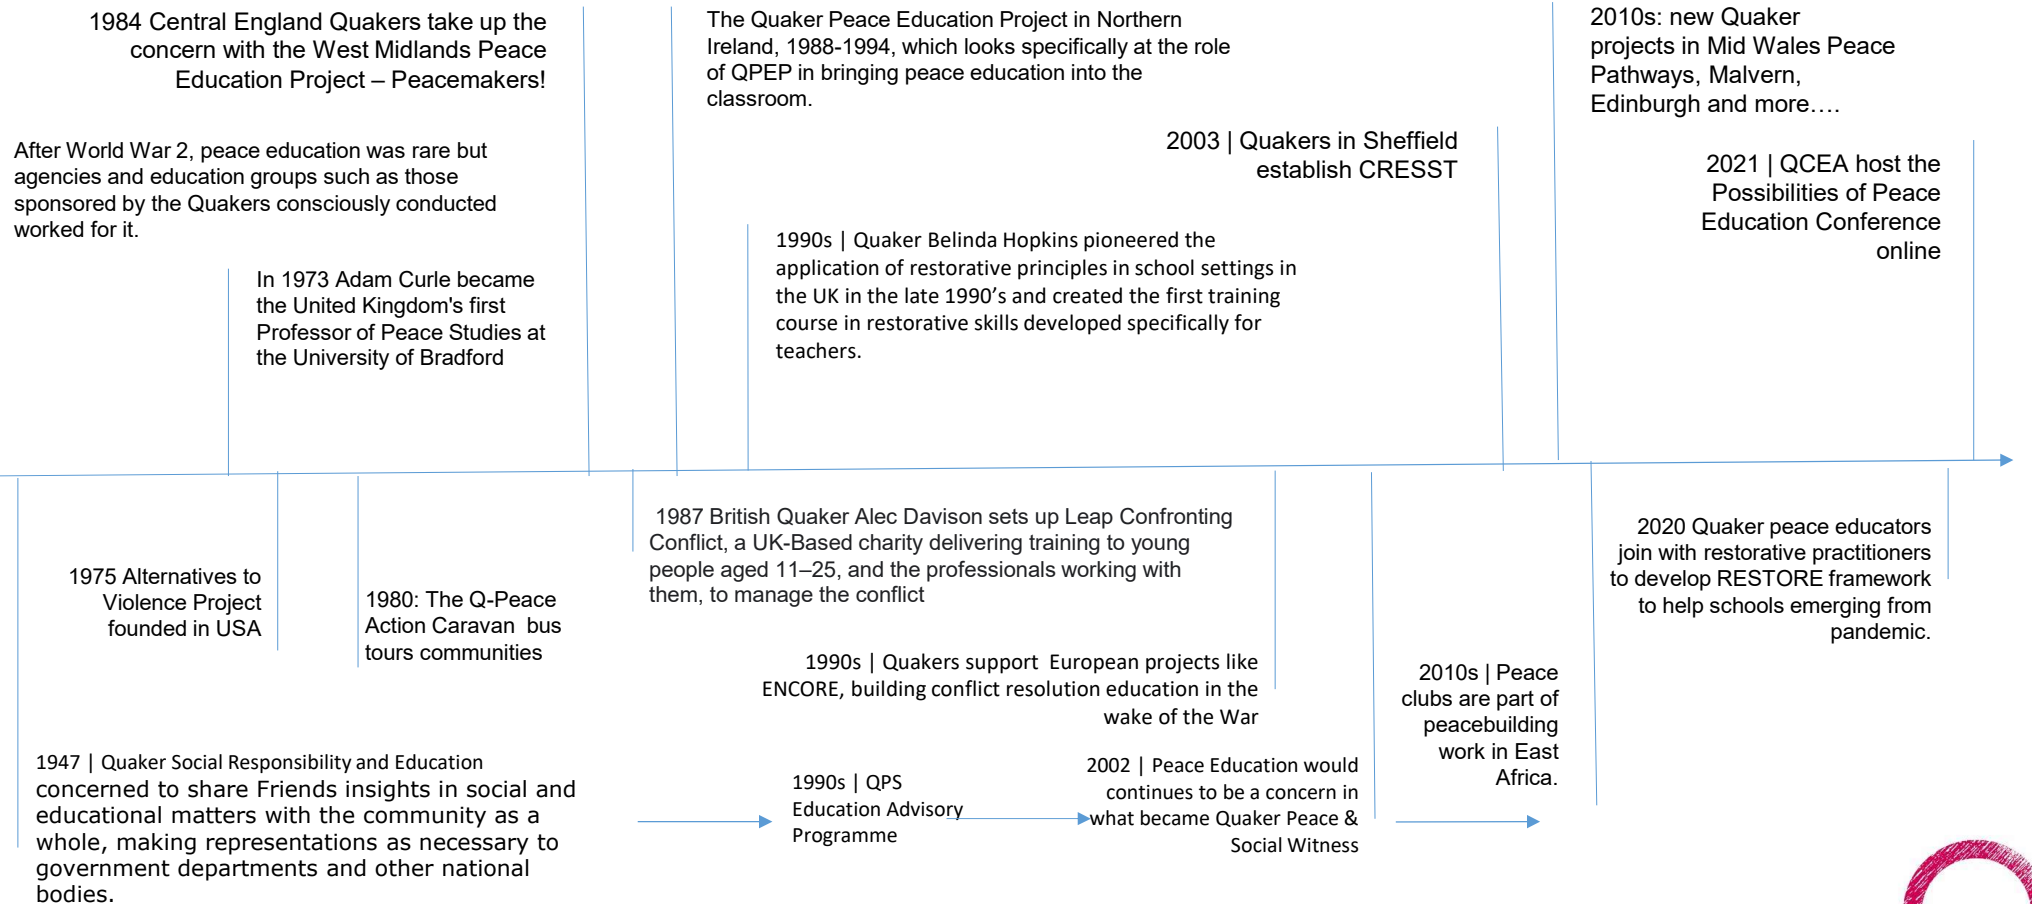 1984 Central England Quakers take up the
concern with the West Midlands Peace
Education Project – Peacemakers!
The Quaker Peace Education Project in Northern
Ireland, 1988-1994, which looks specifically at the role
of QPEP in bringing peace education into the
classroom.
2010s: new Quaker
projects in Mid Wales Peace
Pathways, Malvern,
Edinburgh and more….
After World War 2, peace education was rare but
agencies and education groups such as those
sponsored by the Quakers consciously conducted
worked for it.
2003 | Quakers in Sheffield
establish CRESST
2021 | QCEA host the
Possibilities of Peace
Education Conference
online
In 1973 Adam Curle became
the United Kingdom's first
Professor of Peace Studies at
the University of Bradford
1990s | Quaker Belinda Hopkins pioneered the
application of restorative principles in school settings in
the UK in the late 1990’s and created the first training
course in restorative skills developed specifically for
teachers.
1975 Alternatives to
Violence Project
founded in USA
1980: The Q-Peace
Action Caravan  bus
tours communities
1987 British Quaker Alec Davison sets up Leap Confronting
Conflict, a UK-Based charity delivering training to young
people aged 11–25, and the professionals working with
them, to manage the conflict
2020 Quaker peace educators
join with restorative practitioners
to develop RESTORE framework
to help schools emerging from
pandemic.
1990s | Quakers support  European projects like
ENCORE, building conflict resolution education in the
wake of the War
2010s | Peace
clubs are part of
peacebuilding
work in East
Africa.
1947 | Quaker Social Responsibility and Education
concerned to share Friends insights in social and
educational matters with the community as a
whole, making representations as necessary to
government departments and other national
bodies.
1990s | QPS
Education Advisory
Programme
2002 | Peace Education would
continues to be a concern in
what became Quaker Peace &
Social Witness